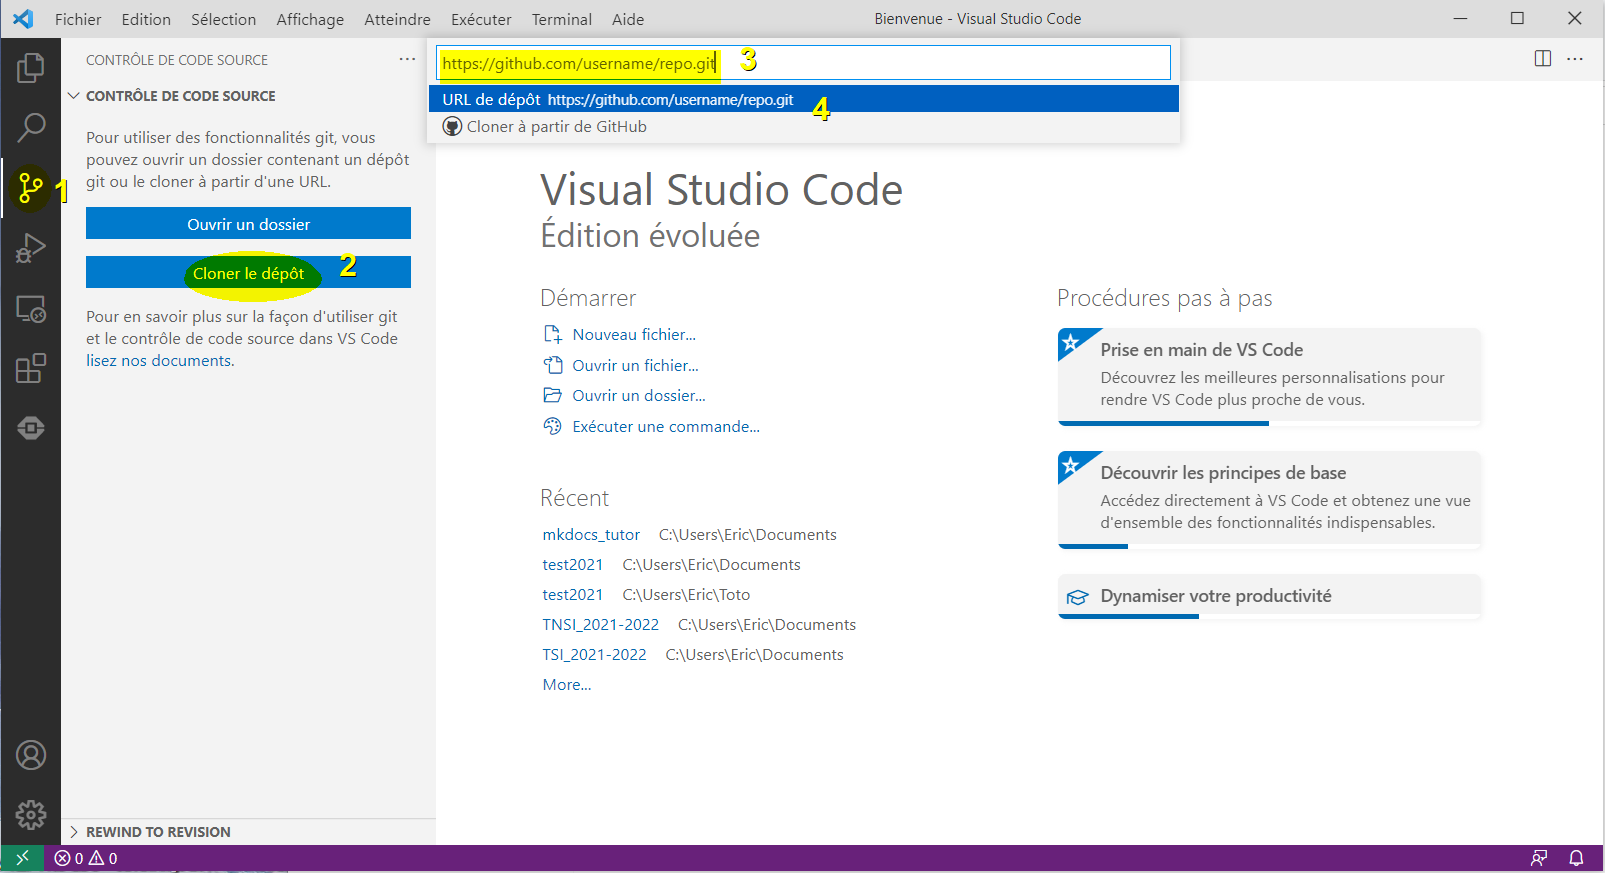 Fichier Edition Sélection Affichage Atteindre Exécuter Terminal Aide
Bienvenue - Visual Studio Code
CONTRÔLE DE CODE SOURCE
CONTRÔLE DE CODE SOURCE
Pour utiliser des fonctionnalités git, vous
pouvez ouvrir un dossier contenant un dépôt
git ou le cloner à partir d'une URL.
1
Ouvrir un dossier
Cloner le dépôt
2
Pour en savoir plus sur la façon d'utiliser git
et le contrôle de code source dans VS Code
lisez nos documents.
REWIND TO REVISION
https://github.com/username/repo.git
3
URL de dépôt https://github.com/username/repo.git
4
Cloner à partir de GitHub
Visual Studio Code
Édition évoluée
Démarrer
Nouveau fichier...
Ouvrir un fichier...
Ouvrir un dossier...
Exécuter une commande...
Récent
mkdocs_tutor C:\Users\Eric\Documents
test2021 C:\Users\Eric\Documents
test2021 C:\Users\Eric\Toto
TNSI_2021-2022 C:\Users\Eric\Documents
TSI_2021-2022 C:\Users\Eric\Documents
More...
Procédures pas à pas
Prise en main de VS Code
Découvrez les meilleures personnalisations pour
rendre VS Code plus proche de vous.
Découvrir les principes de base
Accédez directement à VS Code et obtenez une vue
d'ensemble des fonctionnalités indispensables.
Dynamiser votre productivité
0 0